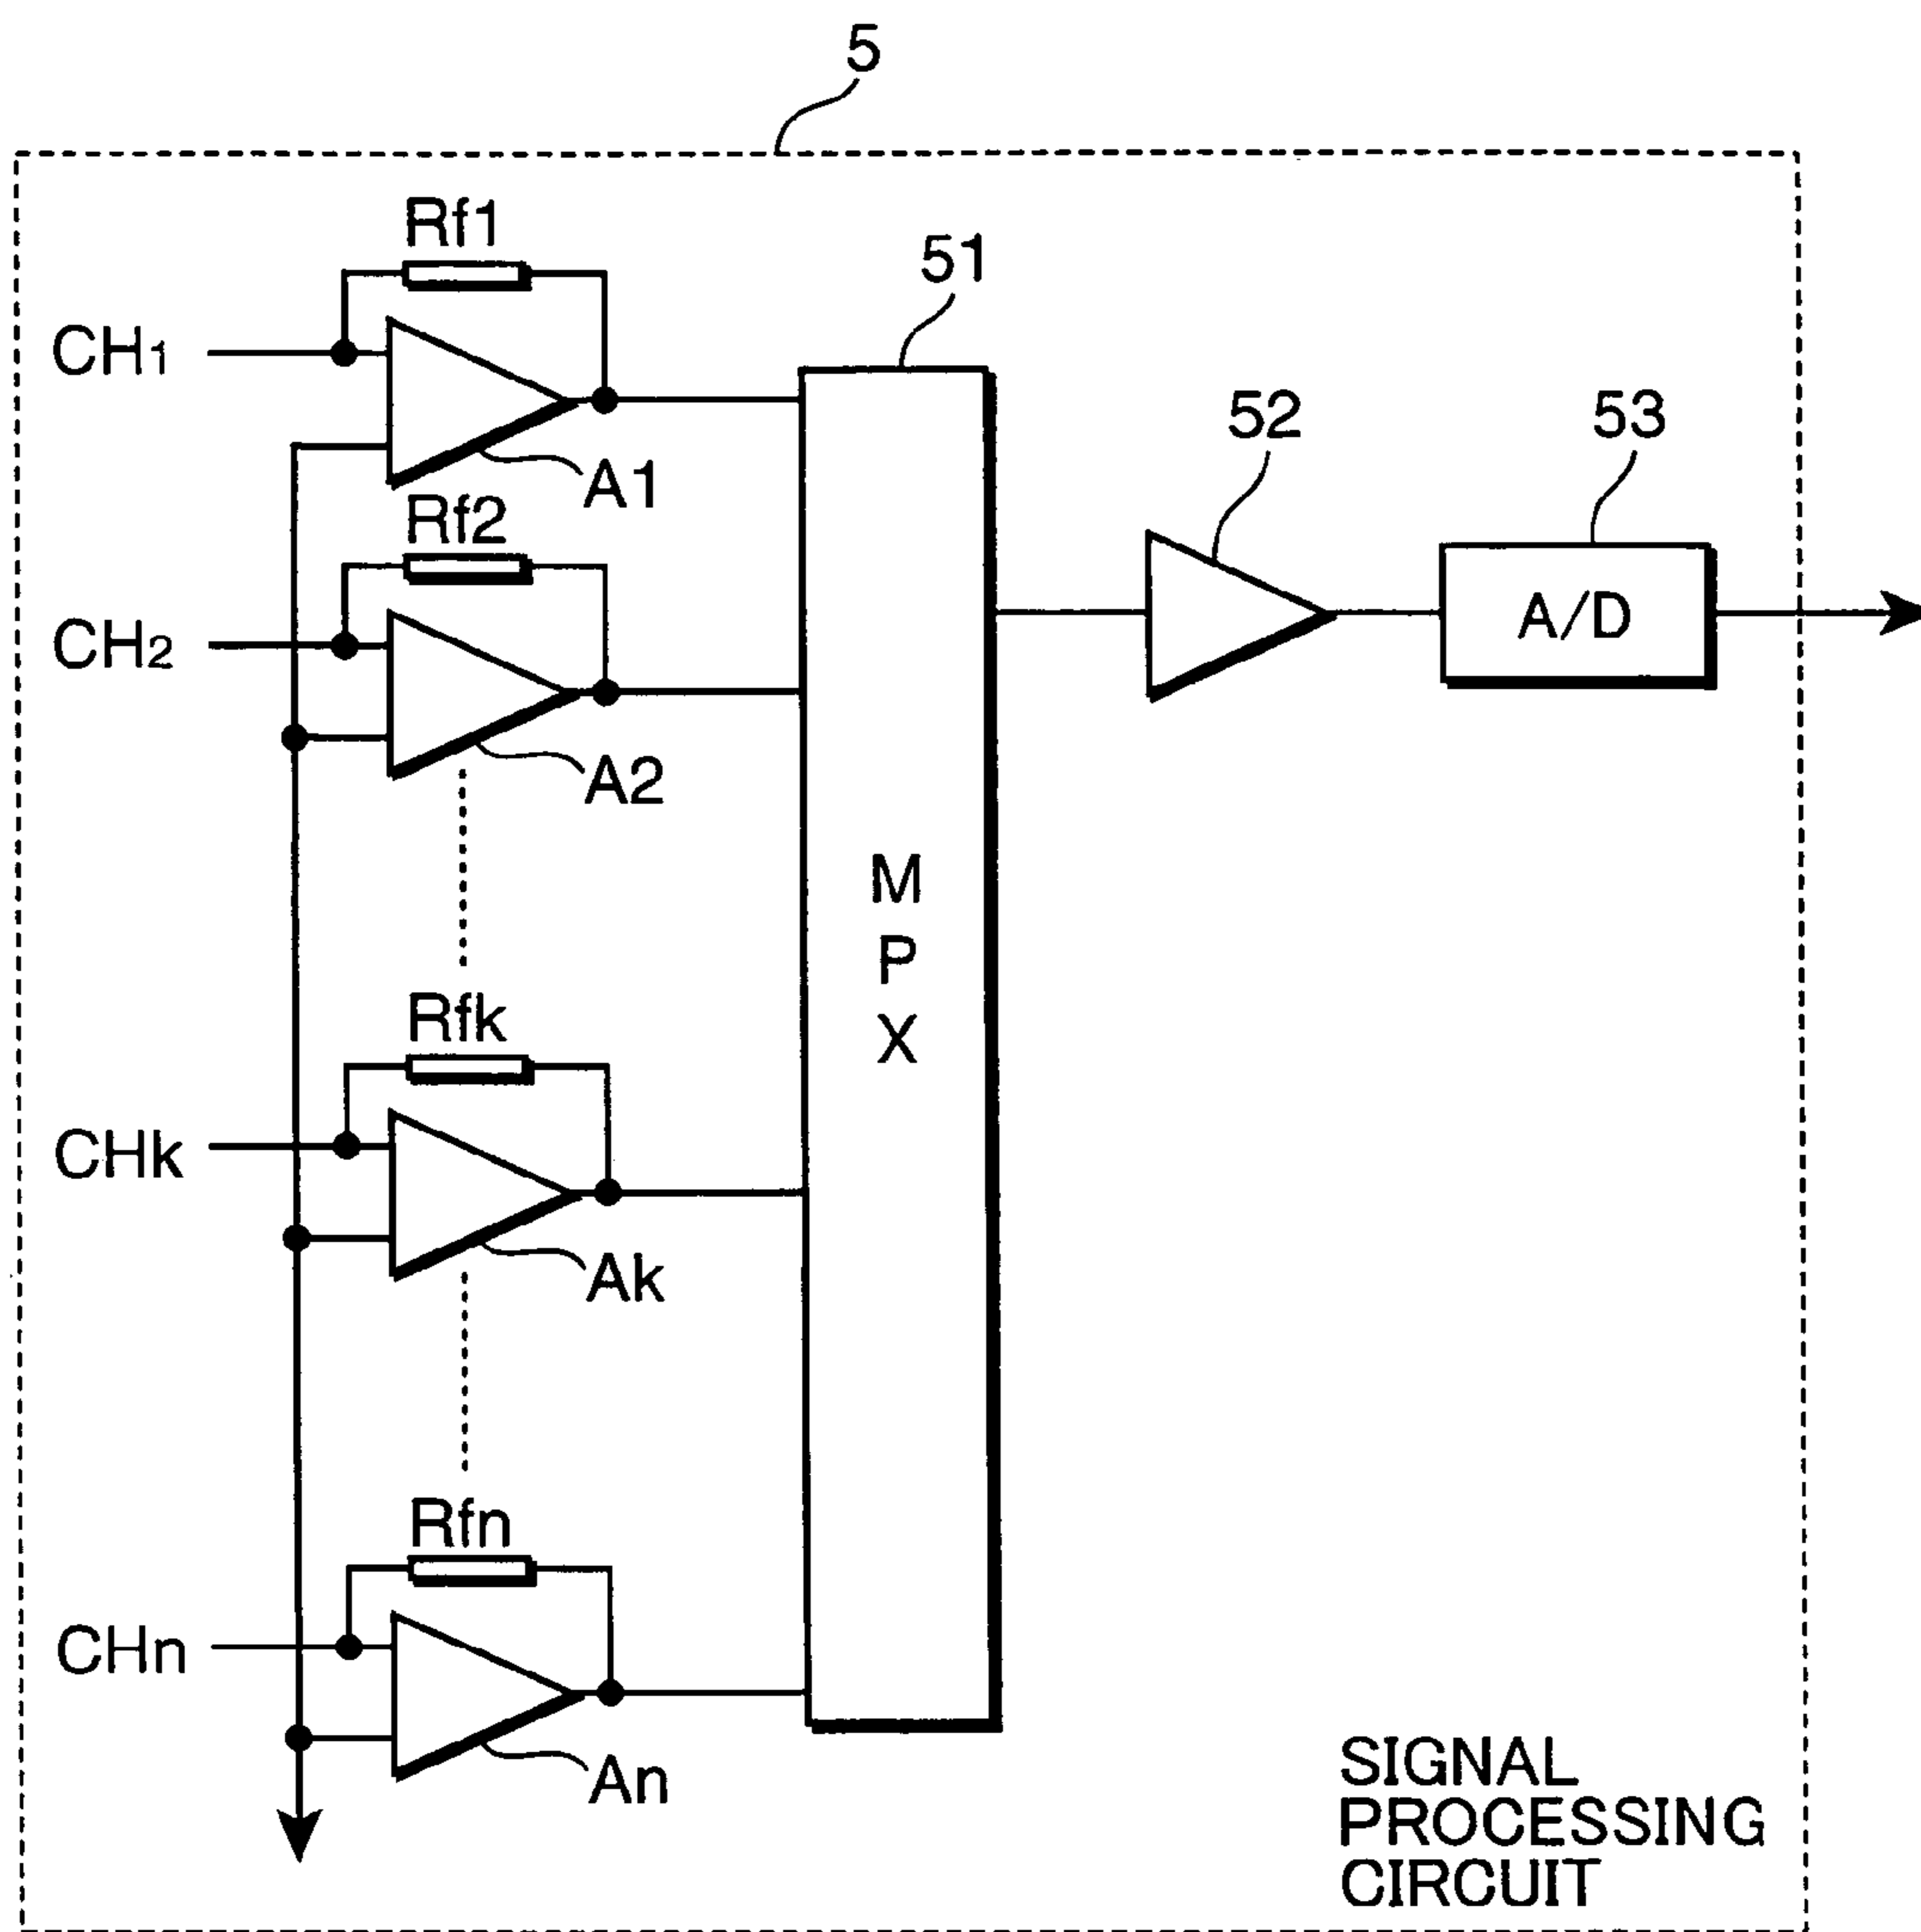 5
Rf1
51
CH1
52
53
A1
Rf2
A/D
CH2
A2
M
P
X
Rfk
CHk
Ak
Rfn
CHn
An
SIGNAL
PROCESSING
CIRCUIT